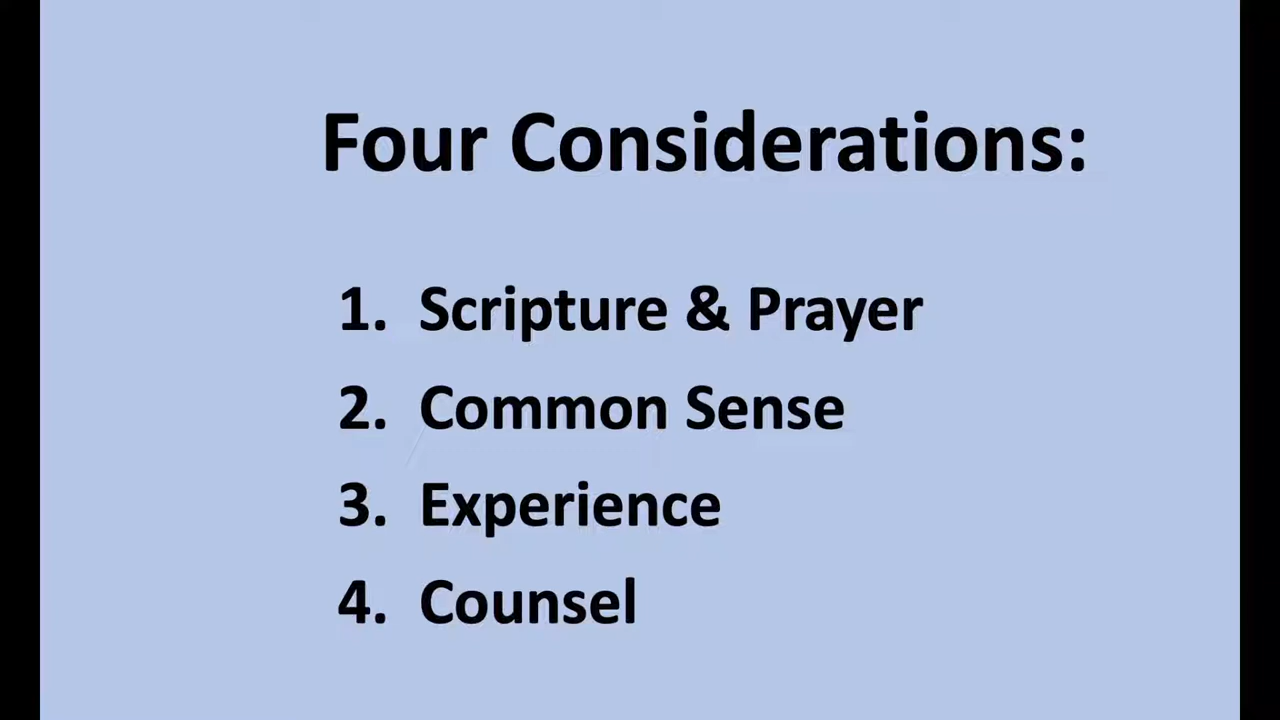 Four Considerations:
1. Scripture & Prayer
2. Common Sense
3. Experience
4. Counsel